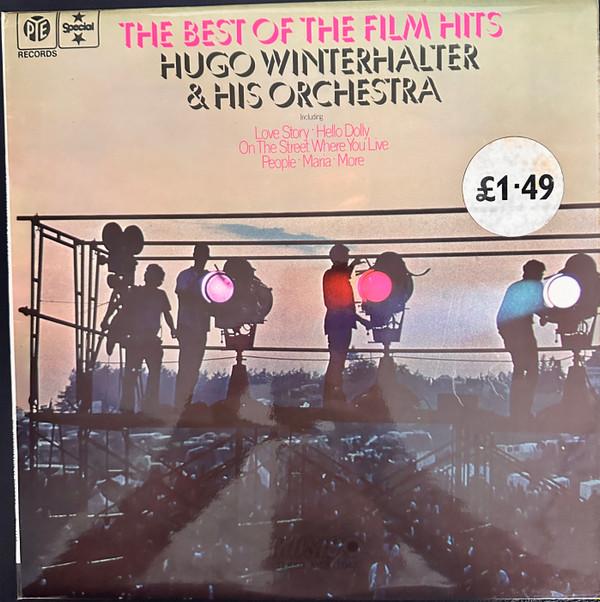 PYE
Special
RECORDS
THE BEST OF THE FILM HITS
HUGO WINTERHALTER
& HIS ORCHESTRA
Including
Love Story · Hello Dolly
On The Street Where You Live
People · Maria · More
£1·49